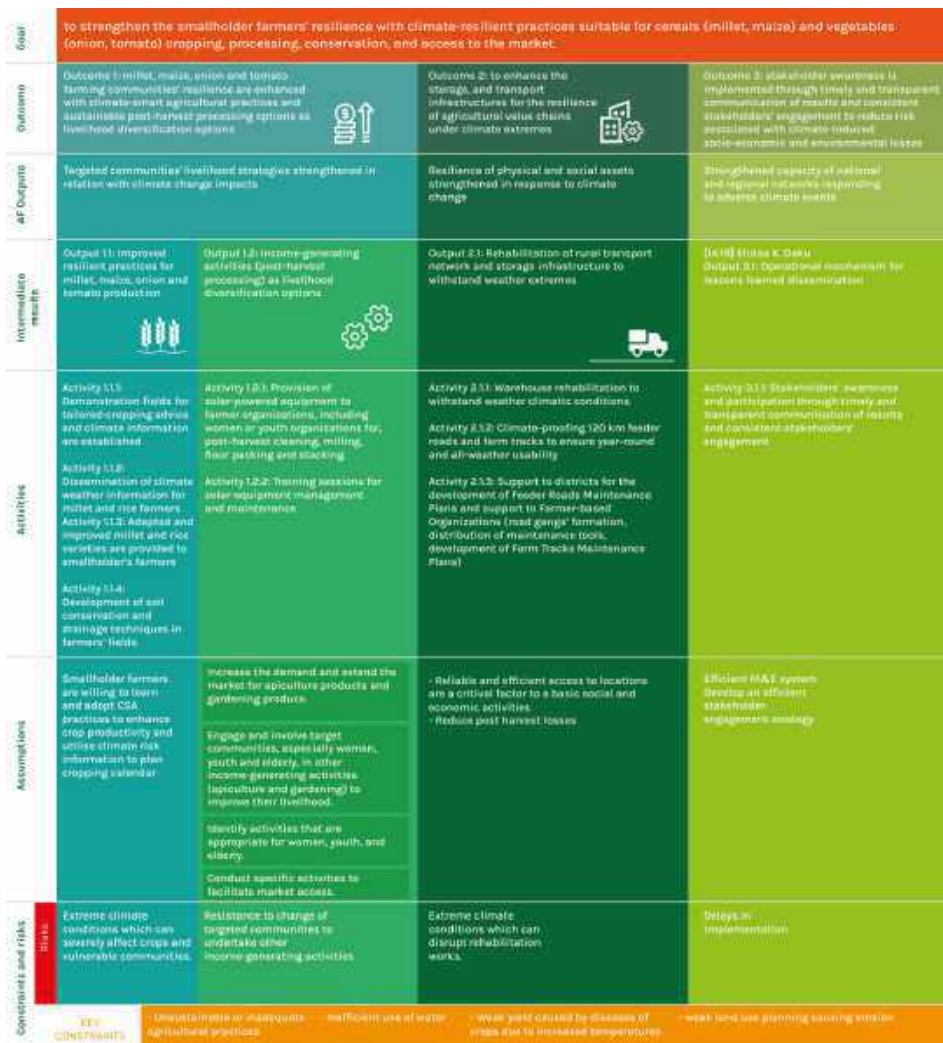 Goal
to strengthen the smallholder farmers' resilience with climate-resilient practices suitable for cereals (millet, maize) and vegetables
(onion, tomato) cropping, processing, conservation, and access to the market.
Outcome
Outcome 1: millet, maize, onion and tomato
farming communities' resilience are enhanced
with climate-smart agricultural practices and
sustainable post-harvest processing options as
livelihood diversification options
Outcome 2: to enhance the
storage, and transport
infrastructures for the resilience
of agricultural value chains
under climate extremes
Outcome 3: stakeholder awareness is
implemented through timely and transparent
communication of results and consistent
stakeholders' engagement to reduce risk
associated with climate-induced
socio-economic and environmental losses
AF Outputs
Targeted communities' livelihood strategies strengthened in
relation with climate change impacts
Resilience of physical and social assets
strengthened in response to climate
change
Strengthened capacity of national
and regional networks responding
to adverse climate events
Intermediate
results
Output 1.1: Improved
resilient practices for
millet, maize, onion and
tomato production
Output 1.2: Income-generating
activities (post-harvest
processing) as livelihood
diversification options
Output 2.1: Rehabilitation of rural transport
network and storage infrastructure to
withstand weather extremes
Output 3.1: Operational mechanism for
lessons learned dissemination
Activities
Activity 1.1.1:
Demonstration fields for
tailored-cropping advice
and climate information
are established
Activity 1.1.2:
Dissemination of climate
weather information for
millet and rice farmers
Activity 1.1.3: Adapted and
improved millet and rice
varieties are provided to
smallholder's farmers
Activity 1.1.4:
Development of soil
conservation and
drainage techniques in
farmers' fields
Activity 1.2.1: Provision of
solar-powered equipment to
farmer organizations, including
women or youth organizations for,
post-harvest cleaning, milling,
flour packing and stacking
Activity 1.2.2: Training sessions for
solar equipment management
and maintenance
Activity 2.1.1: Warehouse rehabilitation to
withstand weather climatic conditions.
Activity 2.1.2: Climate-proofing 120 km feeder
roads and farm tracks to ensure year-round
and all-weather usability
Activity 2.1.3: Support to districts for the
development of Feeder Roads Maintenance
Plans and support to Farmer-based
Organizations (road gangs' formation,
distribution of maintenance tools,
development of Farm Tracks Maintenance
Plans)
Activity 3.1.1: Stakeholders' awareness
and participation through timely and
transparent communication of results
and consistent stakeholders'
engagement
Assumptions
Smallholder farmers
are willing to learn
and adopt CSA
practices to enhance
crop productivity and
utilise climate risk
information to plan
cropping calendar
Increase the demand and extend the
market for apiculture products and
gardening produce
Engage and involve target
communities, especially women,
youth and elderly, in other
income-generating activities
(apiculture and gardening) to
improve their livelihood.
Identify activities that are
appropriate for women, youth, and
elderly.
Conduct specific activities to
facilitate market access.
- Reliable and efficient access to locations
are a critical factor to a basic social and
economic activities
- Reduce post harvest losses
Efficient M&E system
Develop an efficient
stakeholder
engagement strategy
Constraints and risks
Risks
Extreme climate
conditions which can
severely affect crops and
vulnerable communities.
Resistance to change of
targeted communities to
undertake other
income-generating activities
Extreme climate
conditions which can
disrupt rehabilitation
works.
Delays in
implementation
KEY
CONSTRAINTS
- Unsustainable or inadequate
agricultural practices
- Inefficient use of water
- Weak yield caused by diseases of
crops due to increased temperatures
- weak land use planning causing erosion